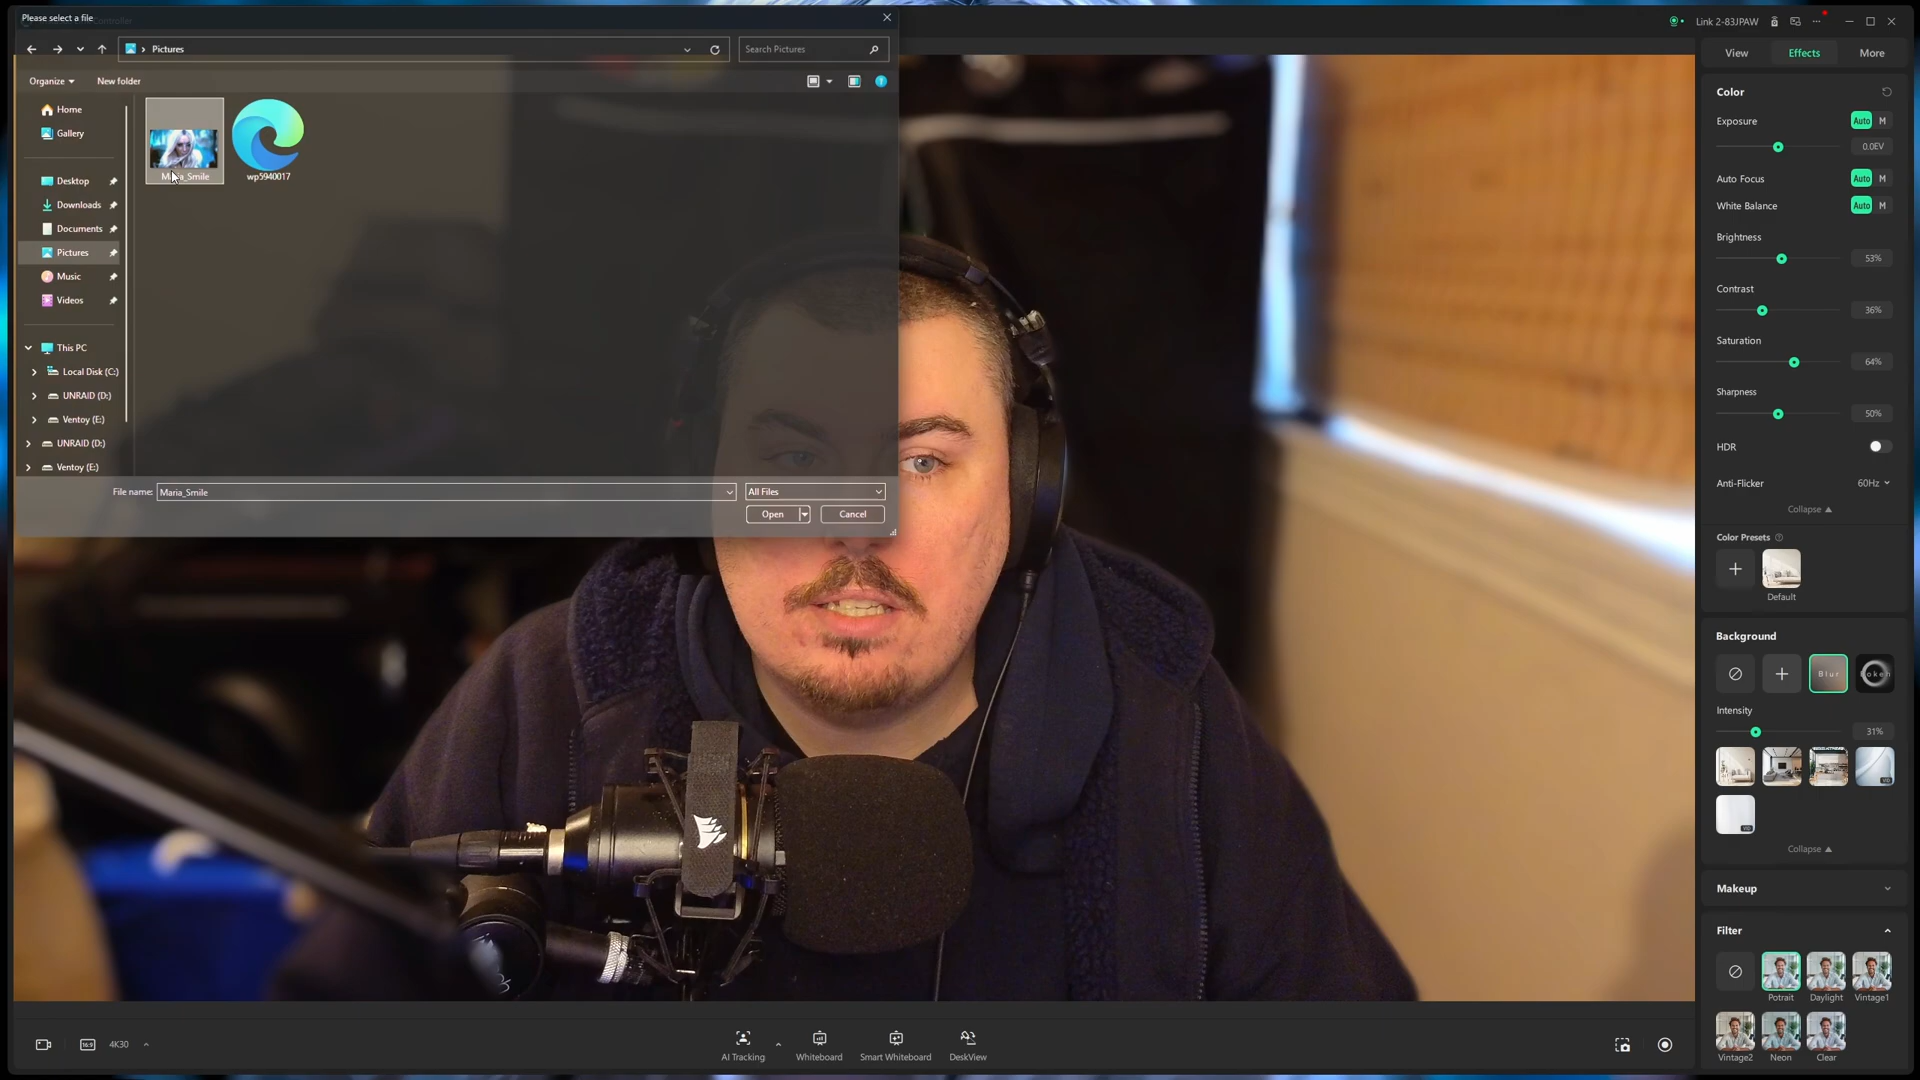 Please select a file
Link 2-83JPAW
Pictures
Search Pictures
Organize
New folder
View
Effects
More
Home
Gallery
Desktop
Downloads
Documents
Pictures
Music
Videos
This PC
Local Disk (C:)
UNRAID (D:)
Ventoy (E:)
UNRAID (D:)
Ventoy (E:)
Maria_Smile
wp5940017
File name:
Maria_Smile
All Files
Open
Cancel
Color
Exposure
Auto
M
0.0EV
Auto Focus
Auto
M
White Balance
Auto
M
Brightness
53%
Contrast
36%
Saturation
64%
Sharpness
50%
HDR
Anti-Flicker
60Hz
Collapse
Color Presets
Default
Background
Blur
Intensity
31%
Collapse
Makeup
Filter
Potrait
Daylight
Vintage1
Vintage2
Neon
Clear
16:9
4K30
AI Tracking
Whiteboard
Smart Whiteboard
DeskView